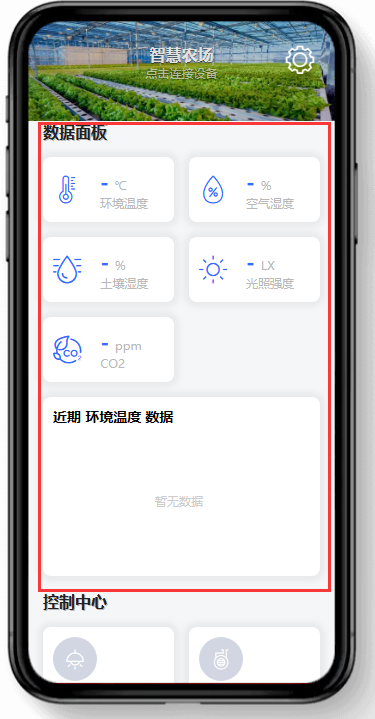 智慧农场
点击连接设备
数据面板
- ℃
环境温度
- %
空气湿度
- %
土壤湿度
- LX
光照强度
- ppm
CO2
近期 环境温度 数据
暂无数据
控制中心